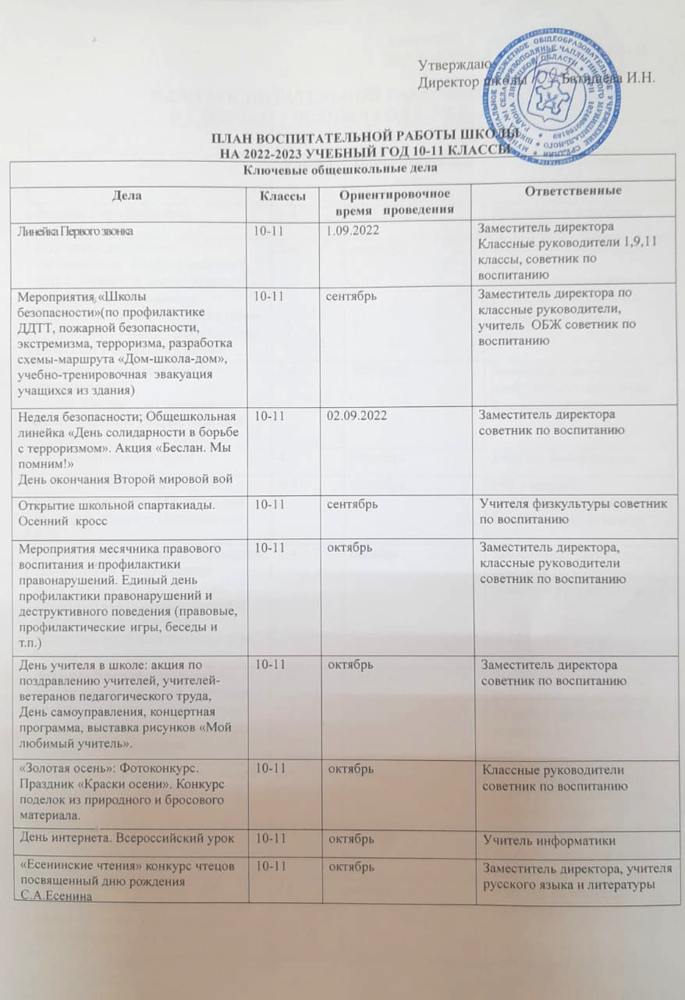 Утверждаю
Директор школы Батищева И.Н.
ПЛАН ВОСПИТАТЕЛЬНОЙ РАБОТЫ ШКОЛЫ
НА 2022-2023 УЧЕБНЫЙ ГОД 10-11 КЛАССЫ
Ключевые общешкольные дела
Дела Классы Ориентировочное время проведения Ответственные
Линейка Первого звонка 10-11 1.09.2022 Заместитель директора
Классные руководители 1,9,11
классы, советник по
воспитанию
Мероприятия «Школы 10-11 сентябрь Заместитель директора по
безопасности»(по профилактике классные руководители,
ДДТТ, пожарной безопасности, учитель ОБЖ советник по
экстремизма, терроризма, разработка воспитанию
схемы-маршрута «Дом-школа-дом»,
учебно-тренировочная эвакуация
учащихся из здания)
Неделя безопасности; Общешкольная 10-11 02.09.2022 Заместитель директора
линейка «День солидарности в борьбе советник по воспитанию
с терроризмом». Акция «Беслан. Мы
помним!»
День окончания Второй мировой вой
Открытие школьной спартакиады. 10-11 сентябрь Учителя физкультуры советник
Осенний кросс по воспитанию
Мероприятия месячника правового 10-11 октябрь Заместитель директора,
воспитания и профилактики классные руководители
правонарушений. Единый день советник по воспитанию
профилактики правонарушений и
деструктивного поведения (правовые,
профилактические игры, беседы и
т.п.)
День учителя в школе: акция по 10-11 октябрь Заместитель директора
поздравлению учителей, учителей- советник по воспитанию
ветеранов педагогического труда,
День самоуправления, концертная
программа, выставка рисунков «Мой
любимый учитель».
«Золотая осень»: Фотоконкурс. 10-11 октябрь Классные руководители
Праздник «Краски осени». Конкурс советник по воспитанию
поделок из природного и бросового
материала.
День интернета. Всероссийский урок 10-11 октябрь Учитель информатики
«Есенинские чтения» конкурс чтецов 10-11 октябрь Заместитель директора, учителя
посвященный дню рождения русского языка и литературы
С.А.Есенина